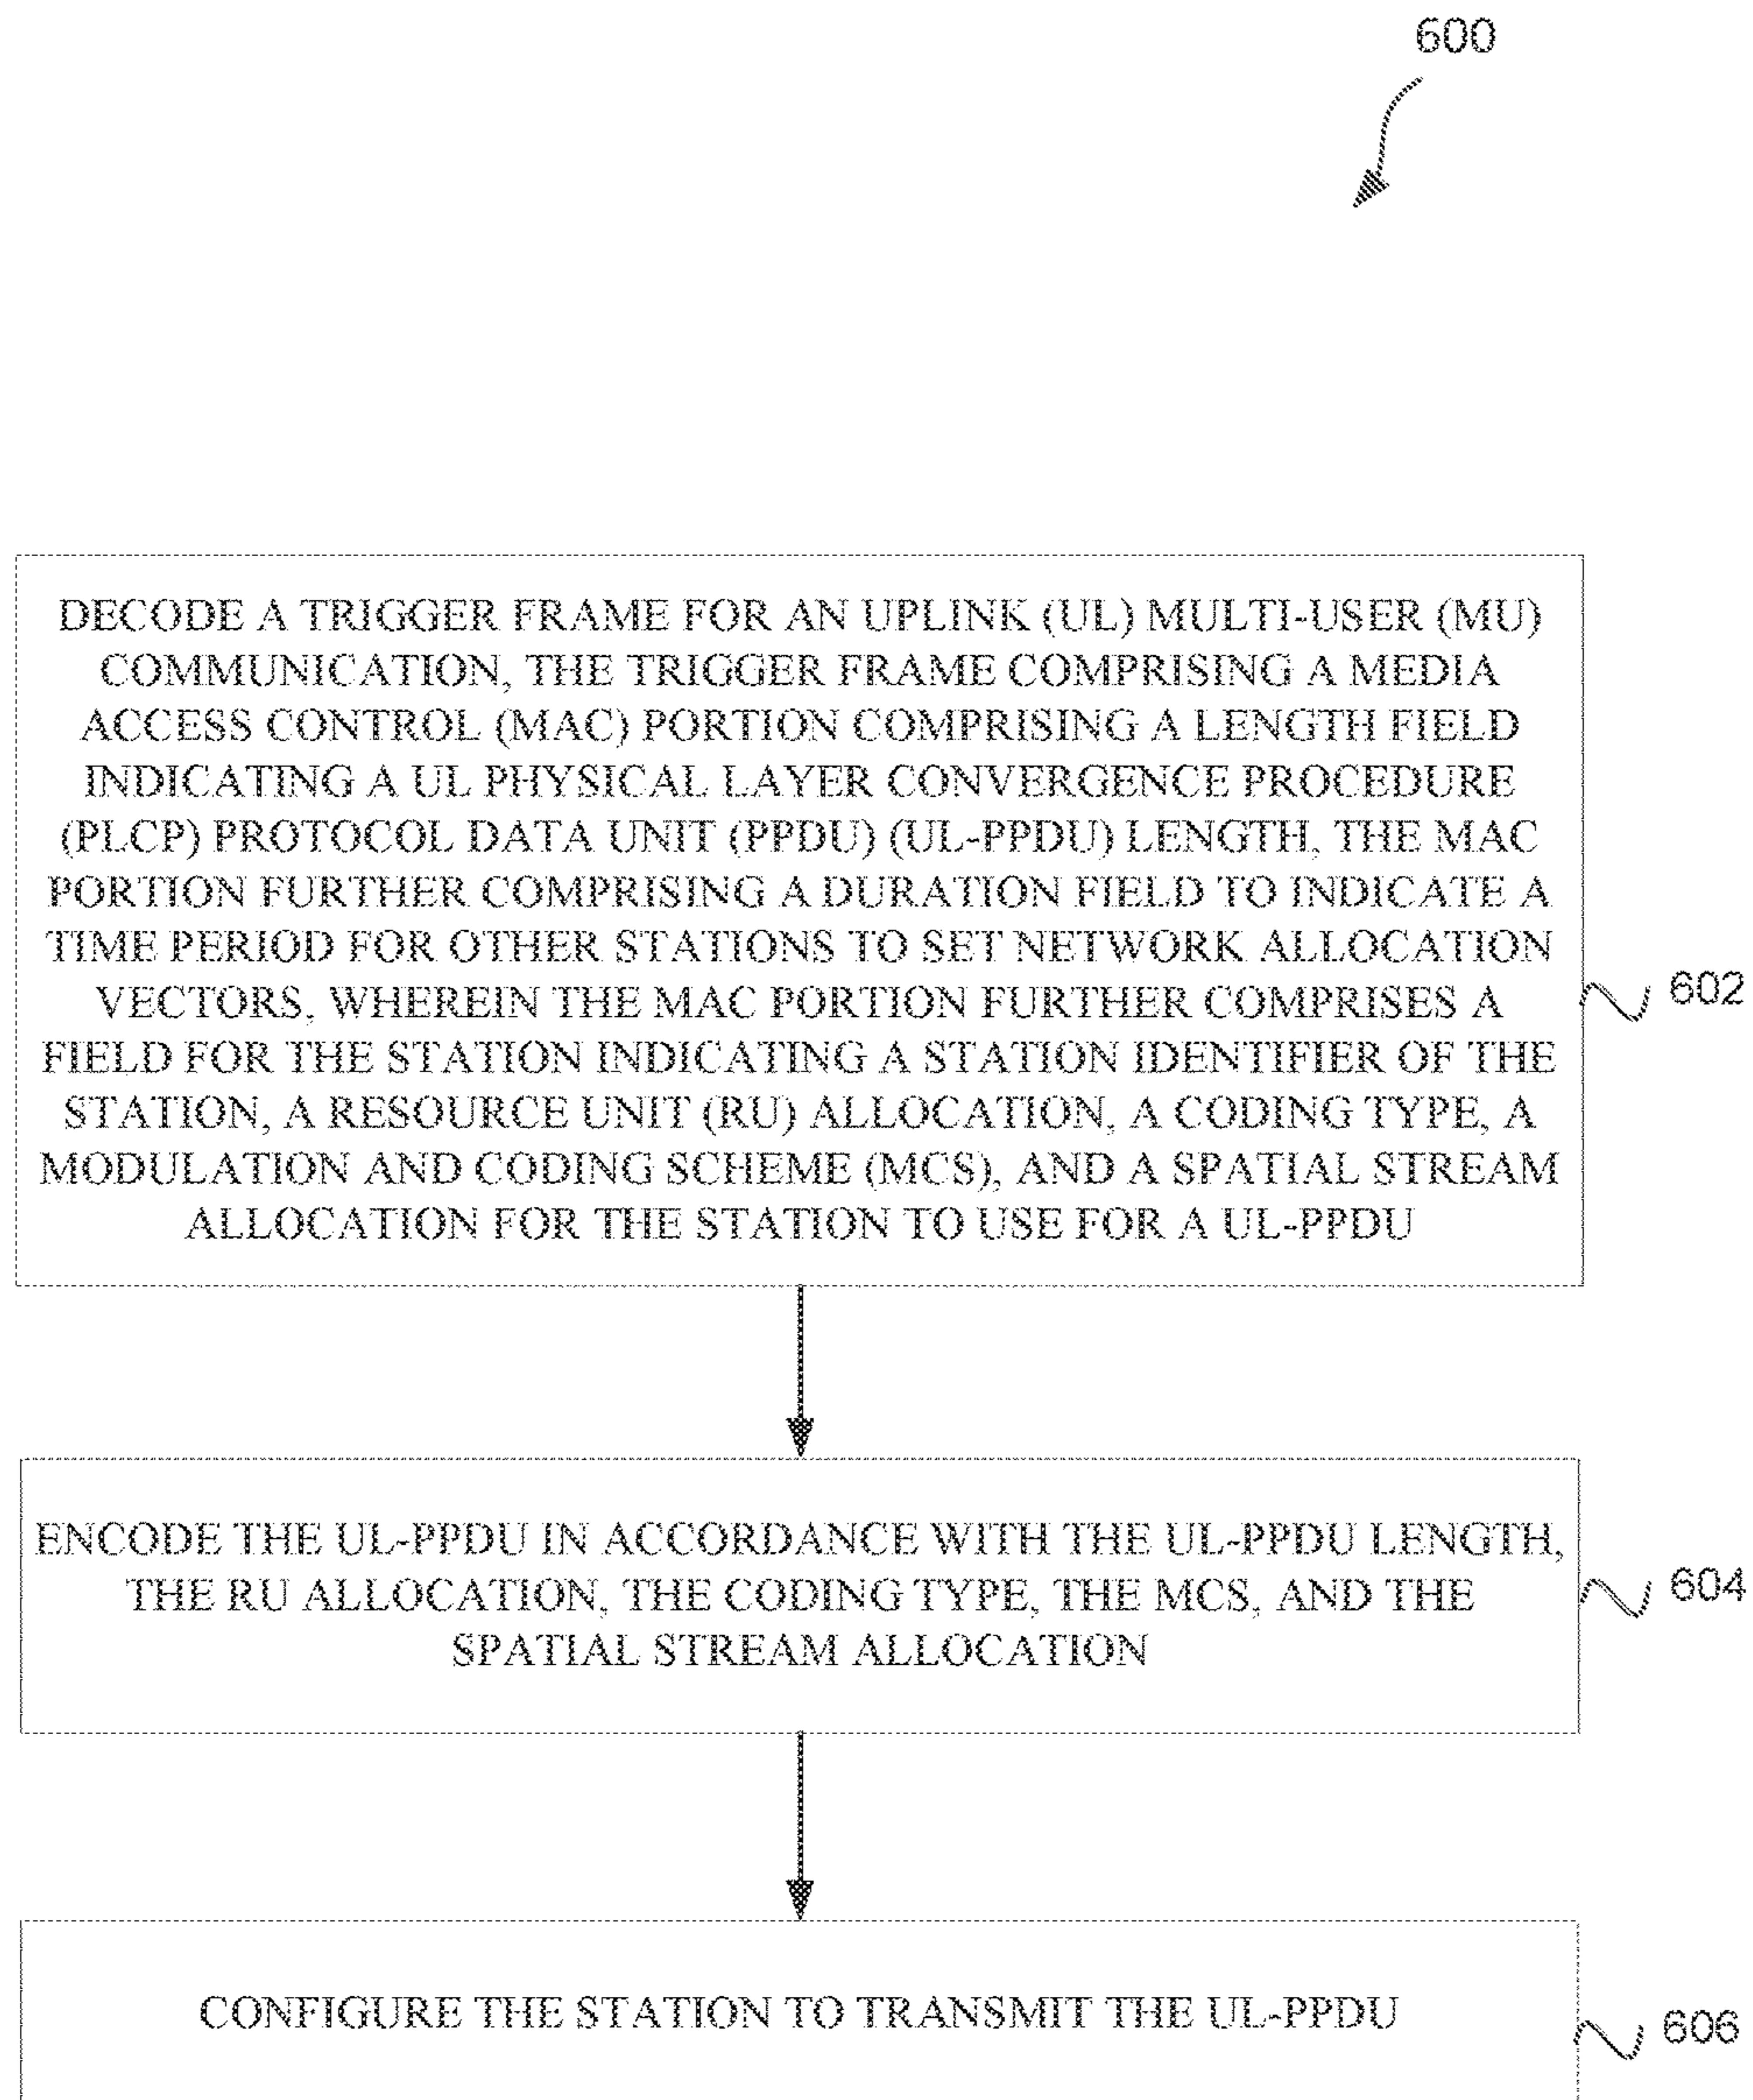 600
DECODE A TRIGGER FRAME FOR AN UPLINK (UL) MULTI-USER (MU)
COMMUNICATION, THE TRIGGER FRAME COMPRISING A MEDIA
ACCESS CONTROL (MAC) PORTION COMPRISING A LENGTH FIELD
INDICATING A UL PHYSICAL LAYER CONVERGENCE PROCEDURE
(PLCP) PROTOCOL DATA UNIT (PPDU) (UL-PPDU) LENGTH, THE MAC
PORTION FURTHER COMPRISING A DURATION FIELD TO INDICATE A
TIME PERIOD FOR OTHER STATIONS TO SET NETWORK ALLOCATION
VECTORS, WHEREIN THE MAC PORTION FURTHER COMPRISES A
FIELD FOR THE STATION INDICATING A STATION IDENTIFIER OF THE
STATION, A RESOURCE UNIT (RU) ALLOCATION, A CODING TYPE, A
MODULATION AND CODING SCHEME (MCS), AND A SPATIAL STREAM
ALLOCATION FOR THE STATION TO USE FOR A UL-PPDU
602
ENCODE THE UL-PPDU IN ACCORDANCE WITH THE UL-PPDU LENGTH,
THE RU ALLOCATION, THE CODING TYPE, THE MCS, AND THE
SPATIAL STREAM ALLOCATION
604
CONFIGURE THE STATION TO TRANSMIT THE UL-PPDU
606